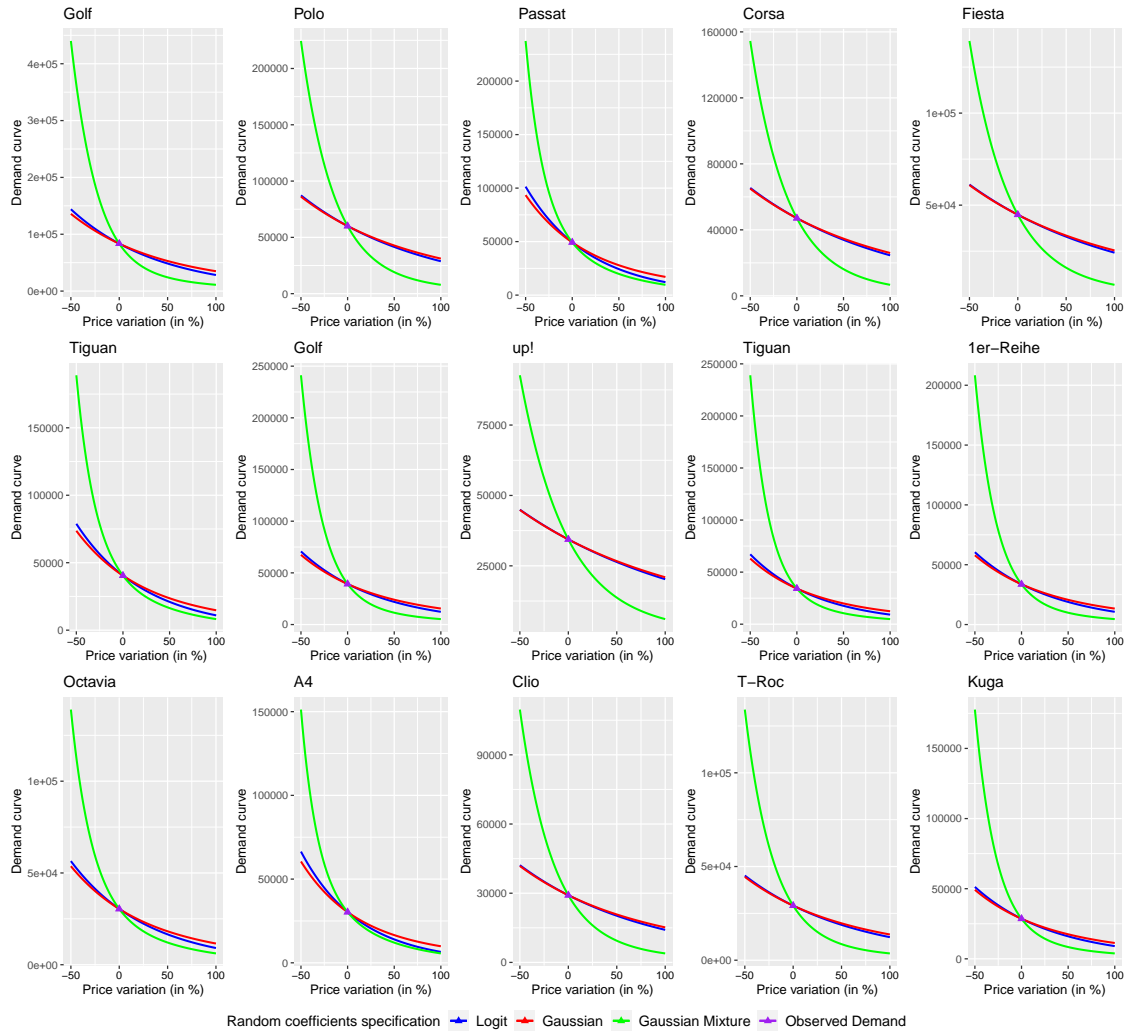 Golf
Polo
Passat
Corsa
Fiesta
Demand curve
4e+05
3e+05
2e+05
1e+05
0e+00
−50 0 50 100
Price variation (in %)
Demand curve
200000
150000
100000
50000
0
−50 0 50 100
Price variation (in %)
Demand curve
200000
150000
100000
50000
0
−50 0 50 100
Price variation (in %)
Demand curve
160000
120000
80000
40000
0
−50 0 50 100
Price variation (in %)
Demand curve
1e+05
5e+04
−50 0 50 100
Price variation (in %)
Tiguan
Golf
up!
Tiguan
1er−Reihe
Demand curve
150000
100000
50000
0
−50 0 50 100
Price variation (in %)
Demand curve
250000
200000
150000
100000
50000
0
−50 0 50 100
Price variation (in %)
Demand curve
75000
50000
25000
−50 0 50 100
Price variation (in %)
Demand curve
250000
200000
150000
100000
50000
0
−50 0 50 100
Price variation (in %)
Demand curve
200000
150000
100000
50000
0
−50 0 50 100
Price variation (in %)
Octavia
A4
Clio
T−Roc
Kuga
Demand curve
1e+05
5e+04
0e+00
−50 0 50 100
Price variation (in %)
Demand curve
150000
100000
50000
0
−50 0 50 100
Price variation (in %)
Demand curve
90000
60000
30000
0
−50 0 50 100
Price variation (in %)
Demand curve
1e+05
5e+04
0e+00
−50 0 50 100
Price variation (in %)
Demand curve
150000
100000
50000
0
−50 0 50 100
Price variation (in %)
Random coefficients specification Logit Gaussian Gaussian Mixture Observed Demand